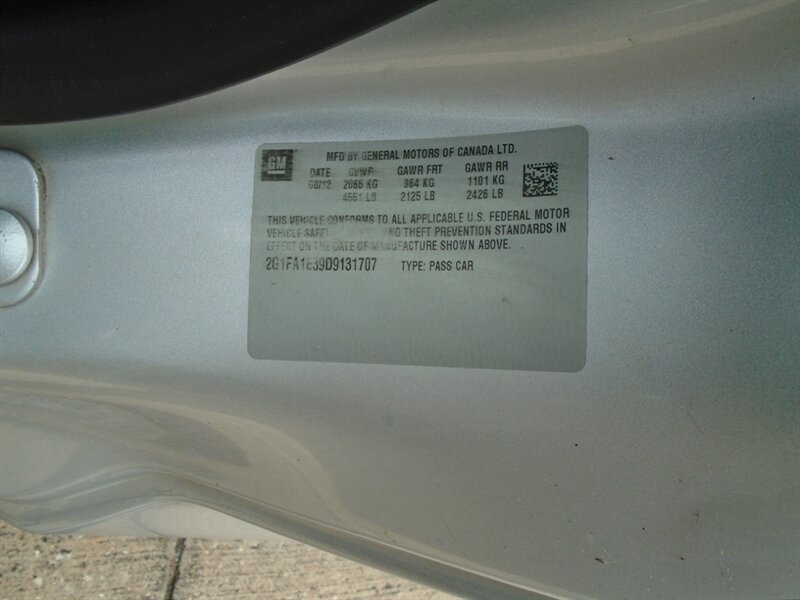 GM
MFD BY GENERAL MOTORS OF CANADA LTD.
DATE GVWR GAWR FRT GAWR RR
08/12 2065 KG 964 KG 1101 KG
4551 LB 2125 LB 2426 LB
THIS VEHICLE CONFORMS TO ALL APPLICABLE U.S. FEDERAL MOTOR
VEHICLE THEFT PREVENTION STANDARDS IN
EFFECT ON THE DATE OF MANUFACTURE SHOWN ABOVE.
2G1FA1E39D9131707 TYPE: PASS CAR